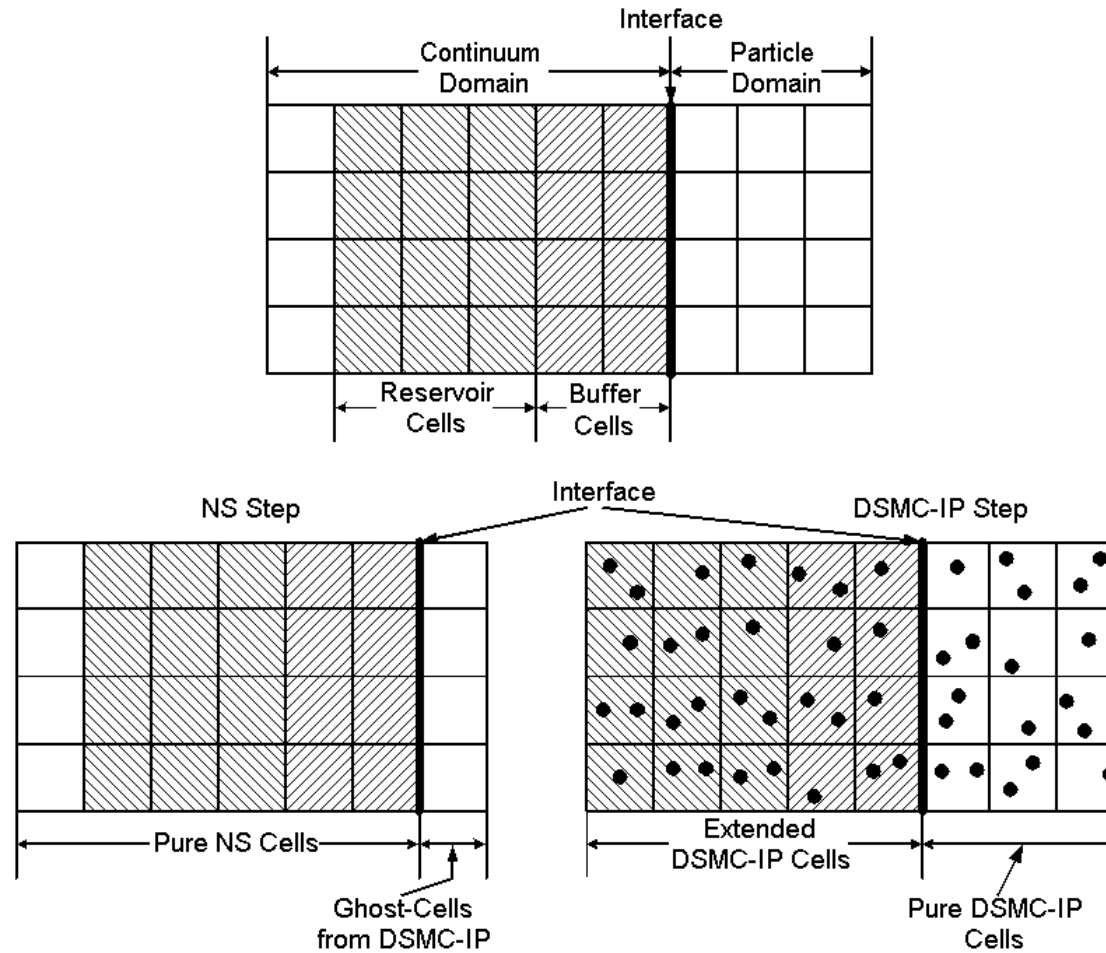 Interface
Continuum
Domain
Particle
Domain
Reservoir
Cells
Buffer
Cells
NS Step
Interface
DSMC-IP Step
Pure NS Cells
Extended
DSMC-IP Cells
Ghost-Cells
from DSMC-IP
Pure DSMC-IP
Cells